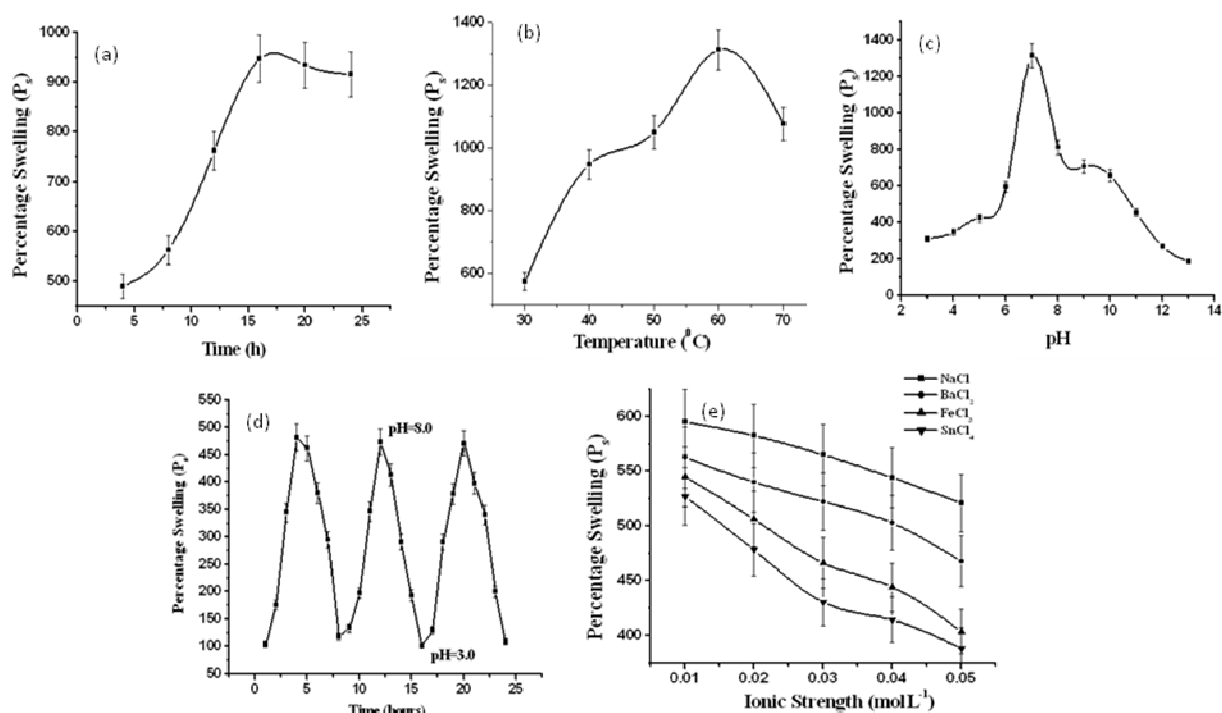 (a)
1000
900
800
700
600
500
0 5 10 15 20 25
Time (h)
Percentage Swelling (Pₛ)
(b)
1400
1200
1000
800
600
30 40 50 60 70
Temperature (⁰C)
Percentage Swelling (Pₛ)
(c)
1400
1200
1000
800
600
400
200
0
2 4 6 8 10 12 14
pH
Percentage Swelling (Pₛ)
(d)
550
500
450
400
350
300
250
200
150
100
50
0 5 10 15 20 25
pH=8.0
pH=3.0
Time (hours)
Percentage Swelling (Pₛ)
(e)
NaCl
BaCl₂
FeCl₃
SnCl₄
600
550
500
450
400
0.01 0.02 0.03 0.04 0.05
Ionic Strength (mol L⁻¹)
Percentage Swelling (Pₛ)